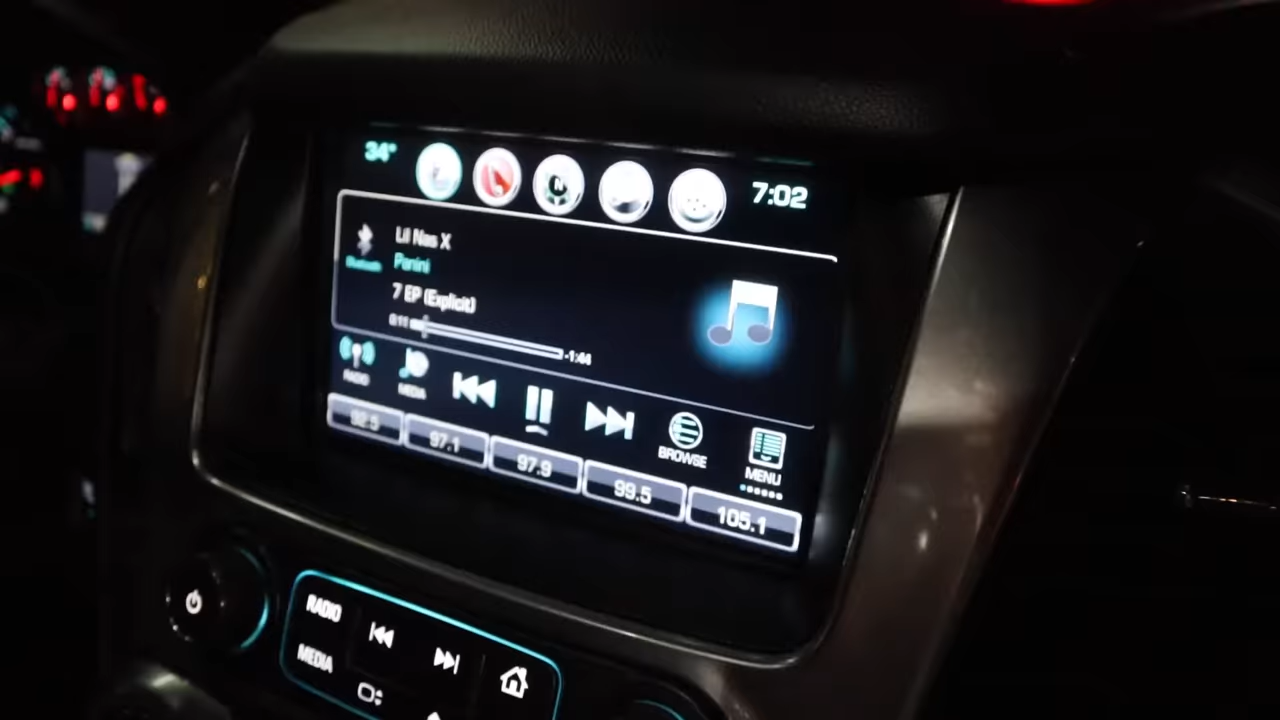 34° 7:02
Lil Nas X
Bluetooth
Panini
7 EP (Explicit)
0:11 -1:44
RADIO MEDIA BROWSE MENU
92.5 97.1 97.9 99.5 105.1
RADIO
MEDIA